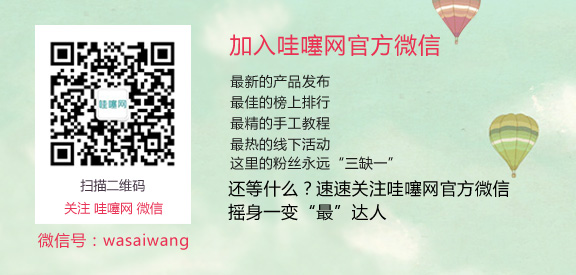 哇噻网
扫描二维码
关注 哇噻网 微信
微信号：wasaiwang
加入哇噻网官方微信
最新的产品发布
最佳的榜上排行
最精的手工教程
最热的线下活动
这里的粉丝永远“三缺一”
还等什么？速速关注哇噻网官方微信
摇身一变“最”达人